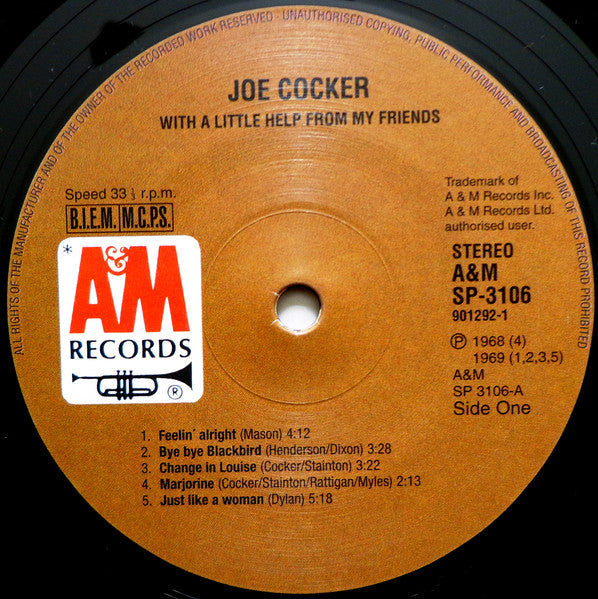 ALL RIGHTS OF THE MANUFACTURER AND OF THE OWNER OF THE RECORDED WORK RESERVED - UNAUTHORISED COPYING, PUBLIC PERFORMANCE AND BROADCASTING OF THIS RECORD PROHIBITED
JOE COCKER
WITH A LITTLE HELP FROM MY FRIENDS
Speed 33 ⅓ r.p.m.
B.I.E.M. M.C.P.S.
* A&M
RECORDS
®
Trademark of
A & M Records Inc.
A & M Records Ltd.
authorised user.
STEREO
A&M
SP-3106
901292-1
℗ 1968 (4)
1969 (1,2,3,5)
A&M
SP 3106-A
Side One
1. Feelin´ alright (Mason) 4:12
2. Bye bye Blackbird (Henderson/Dixon) 3:28
3. Change in Louise (Cocker/Stainton) 3:22
4. Marjorine (Cocker/Stainton/Rattigan/Myles) 2:13
5. Just like a woman (Dylan) 5:18